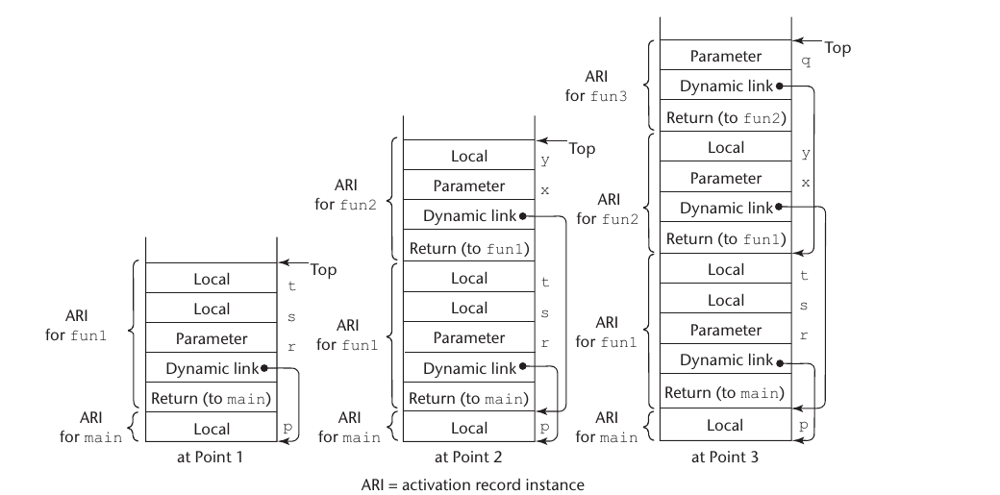 Top
Parameter q
ARI
for fun3
Dynamic link
Return (to fun2)
Local y
Parameter x
ARI
for fun2
Dynamic link
Return (to fun1)
Local t
Local s
ARI
for fun1
Parameter r
Dynamic link
Return (to main)
ARI
for main
Local p
at Point 3
Top
Local y
ARI
for fun2
Parameter x
Dynamic link
Return (to fun1)
Local t
Local s
ARI
for fun1
Parameter r
Dynamic link
Return (to main)
ARI
for main
Local p
at Point 2
Top
Local t
Local s
ARI
for fun1
Parameter r
Dynamic link
Return (to main)
ARI
for main
Local p
at Point 1
ARI = activation record instance